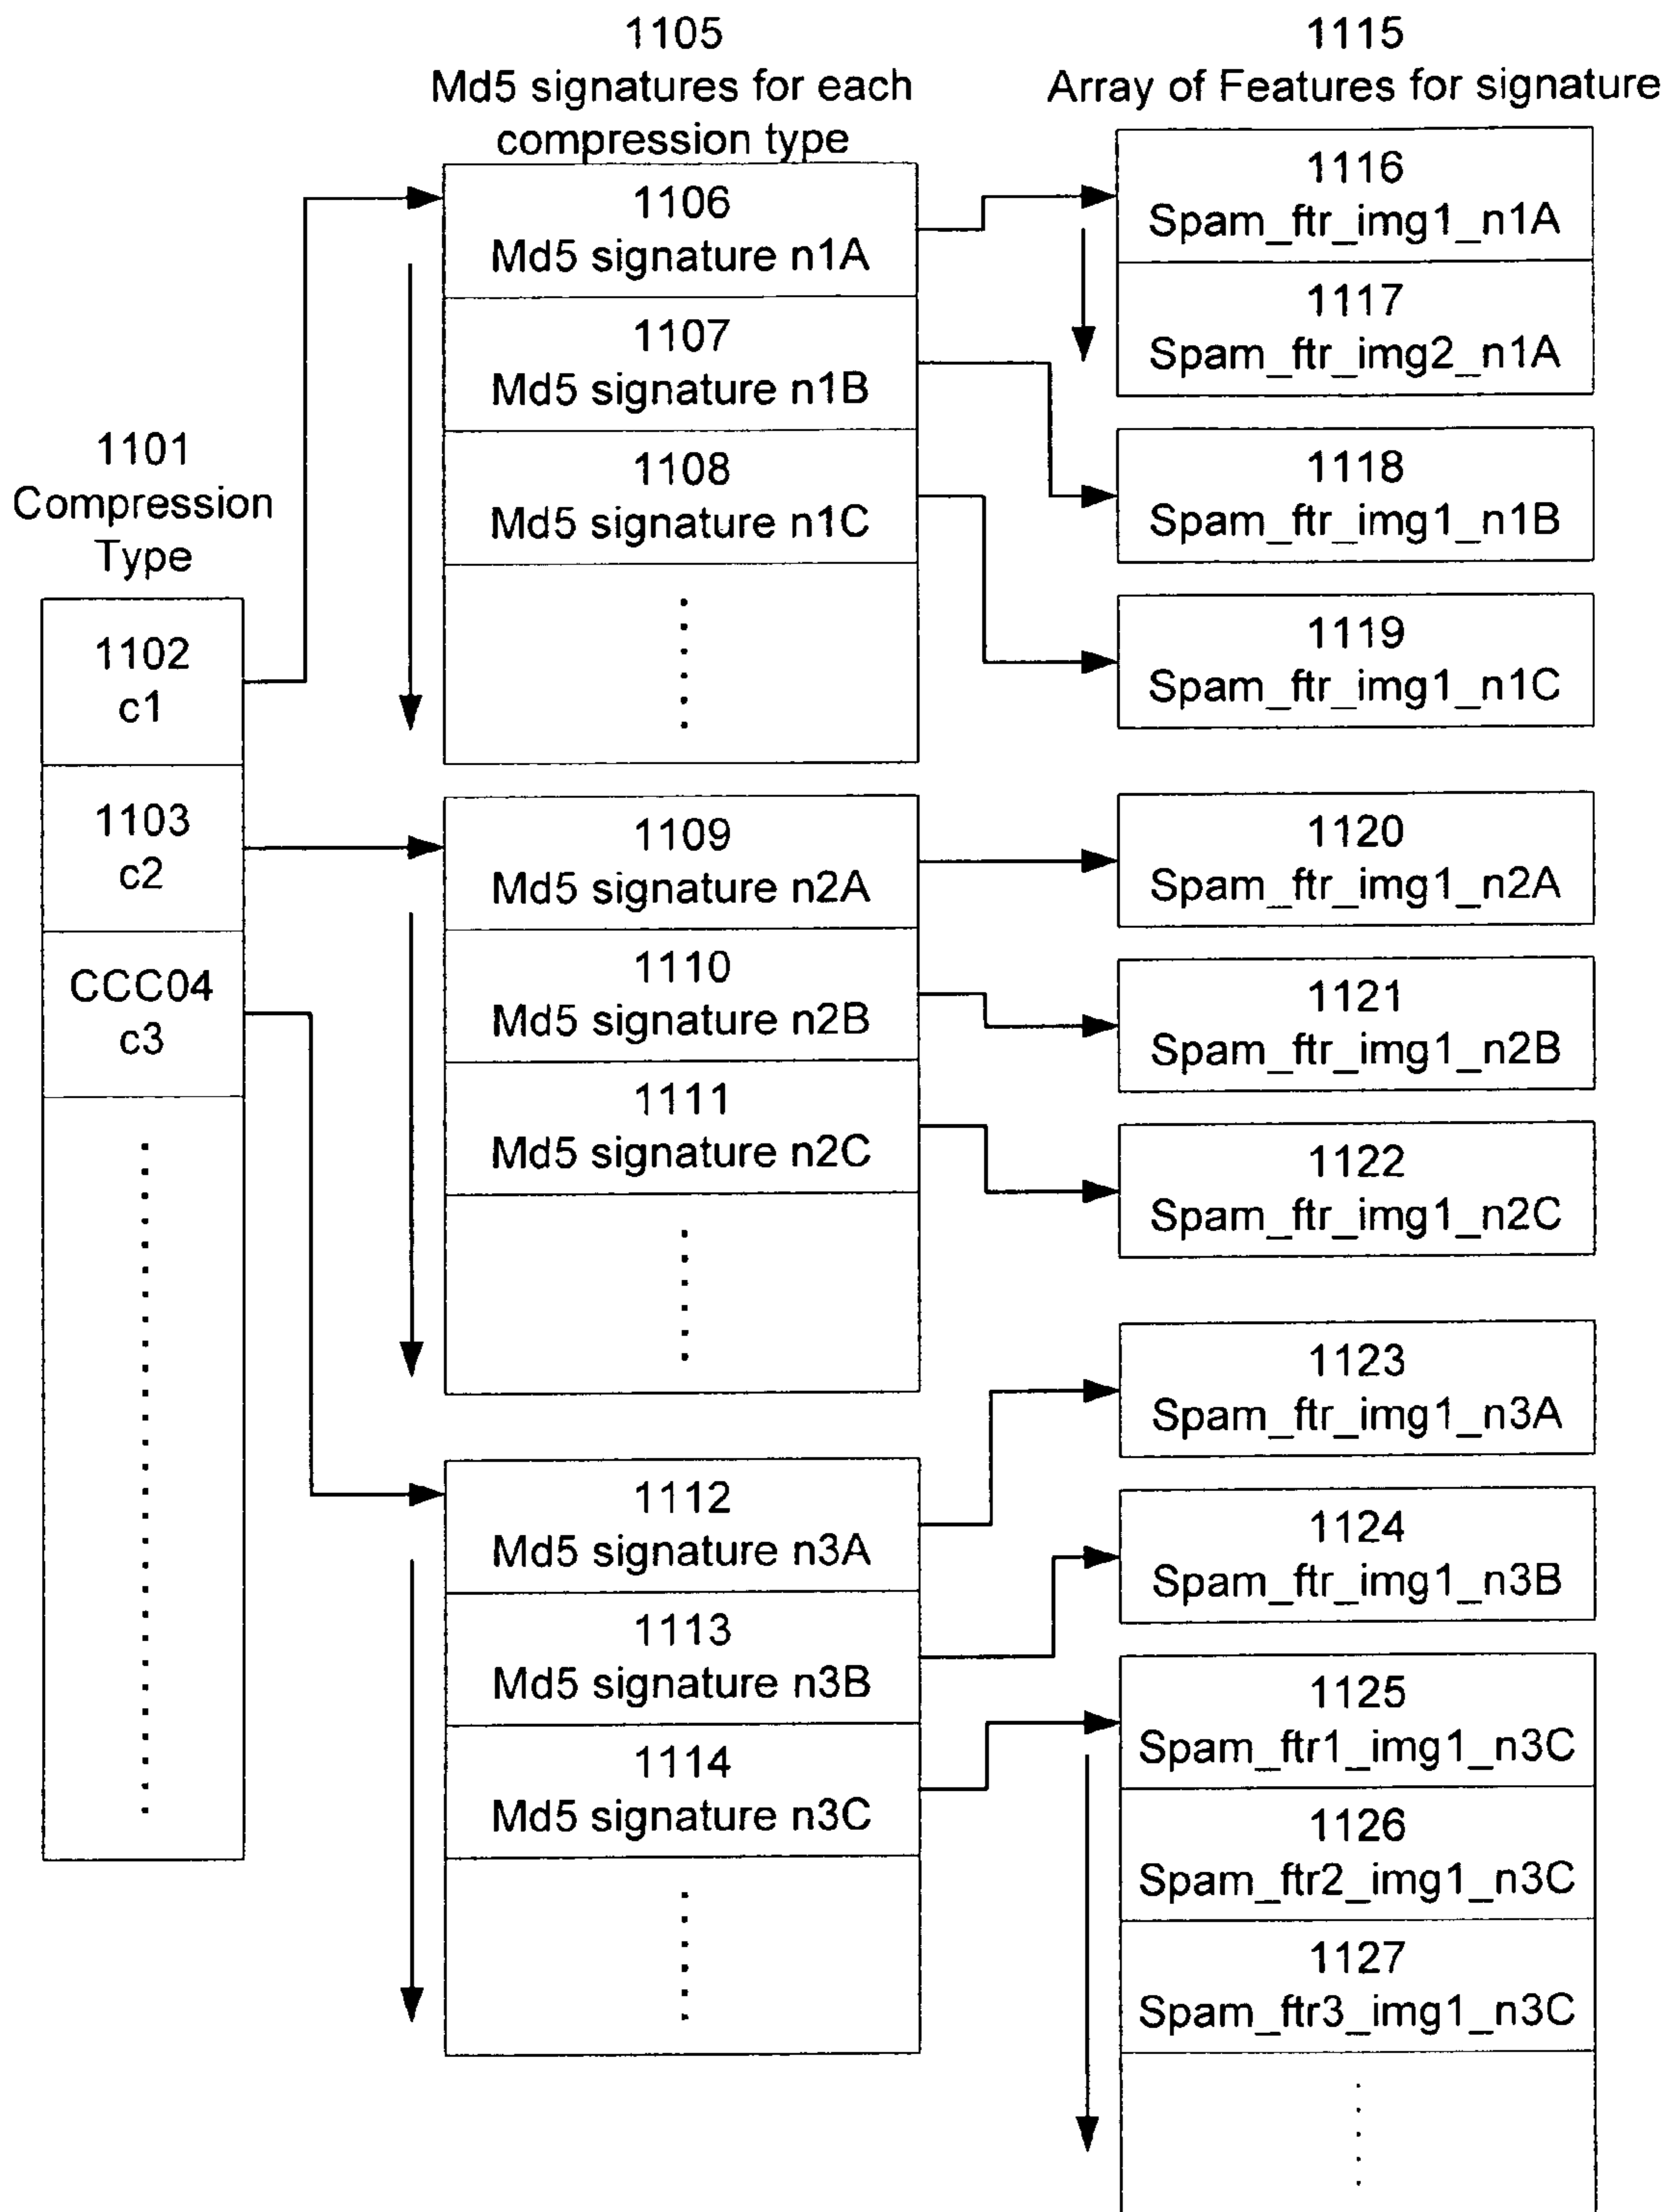 1101
Compression
Type
1102
c1
1103
c2
CCC04
c3
1105
Md5 signatures for each
compression type
1106
Md5 signature n1A
1107
Md5 signature n1B
1108
Md5 signature n1C
1109
Md5 signature n2A
1110
Md5 signature n2B
1111
Md5 signature n2C
1112
Md5 signature n3A
1113
Md5 signature n3B
1114
Md5 signature n3C
1115
Array of Features for signature
1116
Spam_ftr_img1_n1A
1117
Spam_ftr_img2_n1A
1118
Spam_ftr_img1_n1B
1119
Spam_ftr_img1_n1C
1120
Spam_ftr_img1_n2A
1121
Spam_ftr_img1_n2B
1122
Spam_ftr_img1_n2C
1123
Spam_ftr_img1_n3A
1124
Spam_ftr_img1_n3B
1125
Spam_ftr1_img1_n3C
1126
Spam_ftr2_img1_n3C
1127
Spam_ftr3_img1_n3C